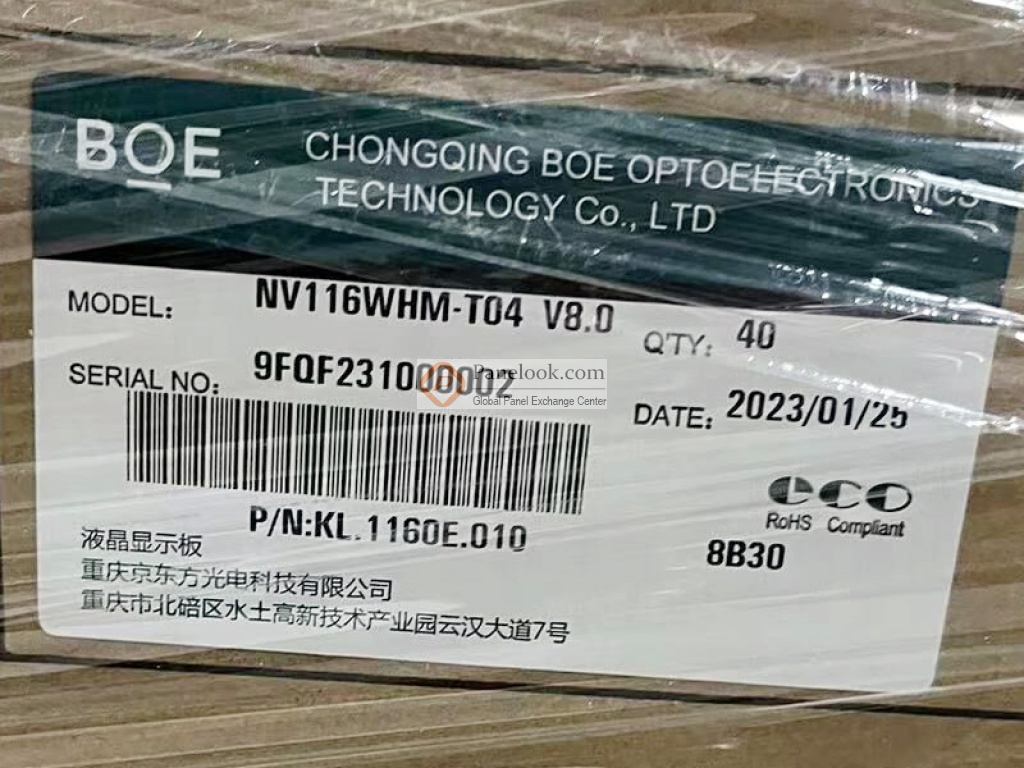 BOE
CHONGQING BOE OPTOELECTRONICS
TECHNOLOGY Co., LTD
MODEL: NV116WHM-T04 V8.0
Q'TY: 40
SERIAL NO: 9FQF23100B002
DATE: 2023/01/25
Panelook.com
Global Panel Exchange Center
P/N:KL.1160E.010
eco
RoHS Compliant
8B30
液晶显示板
重庆京东方光电科技有限公司
重庆市北碚区水土高新技术产业园云汉大道7号